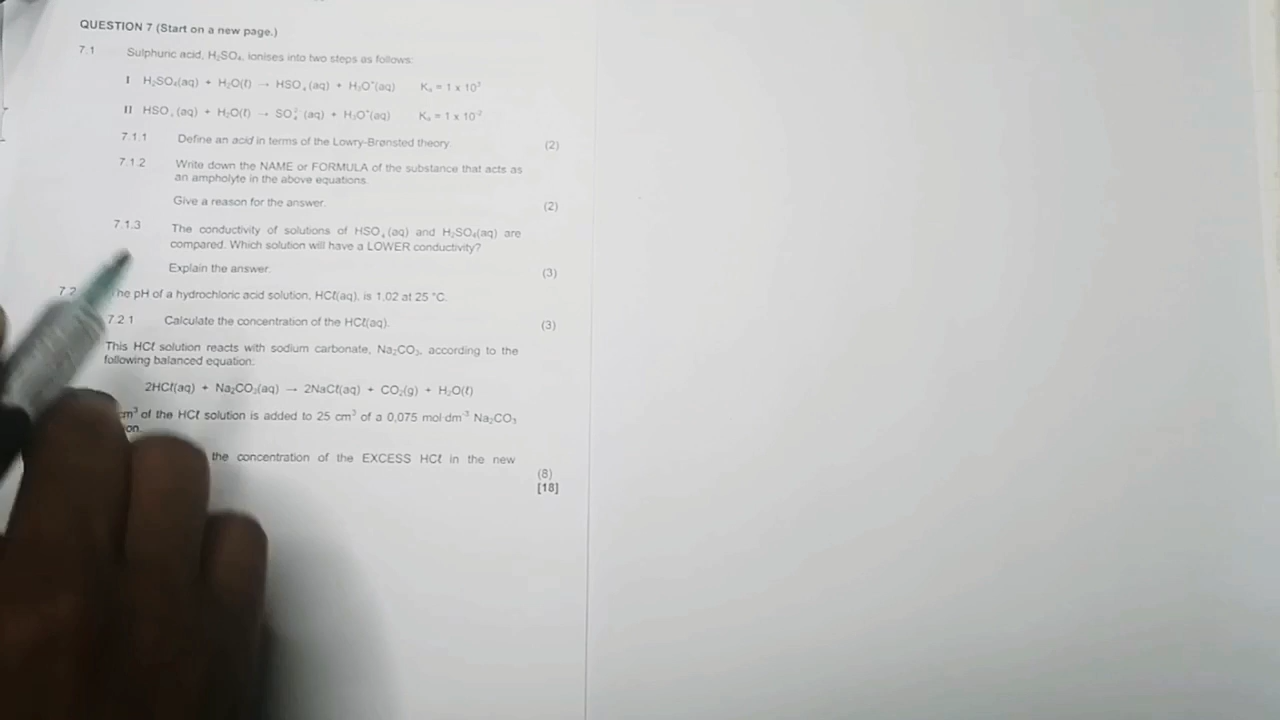 QUESTION 7 (Start on a new page.)
7.1 Sulphuric acid, H₂SO₄, ionises into two steps as follows:
I H₂SO₄(aq) + H₂O(ℓ) → HSO₄⁻(aq) + H₃O⁺(aq) Kₐ = 1 x 10³
II HSO₄⁻(aq) + H₂O(ℓ) → SO₄²⁻(aq) + H₃O⁺(aq) Kₐ = 1 x 10⁻²
7.1.1 Define an acid in terms of the Lowry-Brønsted theory. (2)
7.1.2 Write down the NAME or FORMULA of the substance that acts as
an ampholyte in the above equations.
Give a reason for the answer. (2)
7.1.3 The conductivity of solutions of HSO₄⁻(aq) and H₂SO₄(aq) are
compared. Which solution will have a LOWER conductivity?
Explain the answer. (3)
7.2 he pH of a hydrochloric acid solution, HCℓ(aq), is 1,02 at 25 °C.
7.2.1 Calculate the concentration of the HCℓ(aq). (3)
This HCℓ solution reacts with sodium carbonate, Na₂CO₃, according to the
following balanced equation:
2HCℓ(aq) + Na₂CO₃(aq) → 2NaCℓ(aq) + CO₂(g) + H₂O(ℓ)
cm³ of the HCℓ solution is added to 25 cm³ of a 0,075 mol·dm⁻³ Na₂CO₃
on.
the concentration of the EXCESS HCℓ in the new
(8)
[18]